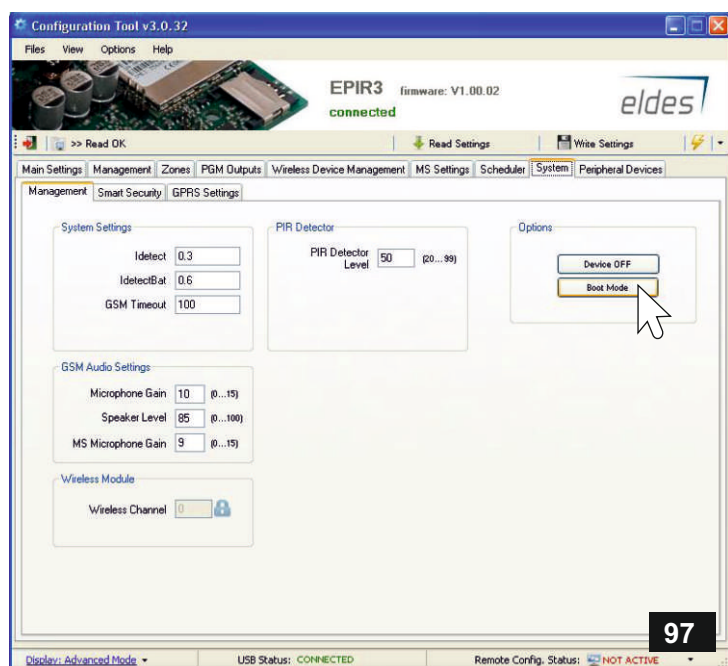 Configuration Tool v3.0.32
Files View Options Help
EPIR3 firmware: V1.00.02
connected
eldes
>> Read OK Read Settings Write Settings
Main Settings Management Zones PGM Outputs Wireless Device Management MS Settings Scheduler System Peripheral Devices
Management Smart Security GPRS Settings
System Settings
Idetect 0.3
IdetectBat 0.6
GSM Timeout 100
PIR Detector
PIR Detector Level 50 (20...99)
Options
Device OFF
Boot Mode
GSM Audio Settings
Microphone Gain 10 (0...15)
Speaker Level 85 (0...100)
MS Microphone Gain 9 (0...15)
Wireless Module
Wireless Channel 0
97
Display: Advanced Mode USB Status: CONNECTED Remote Config. Status: NOT ACTIVE